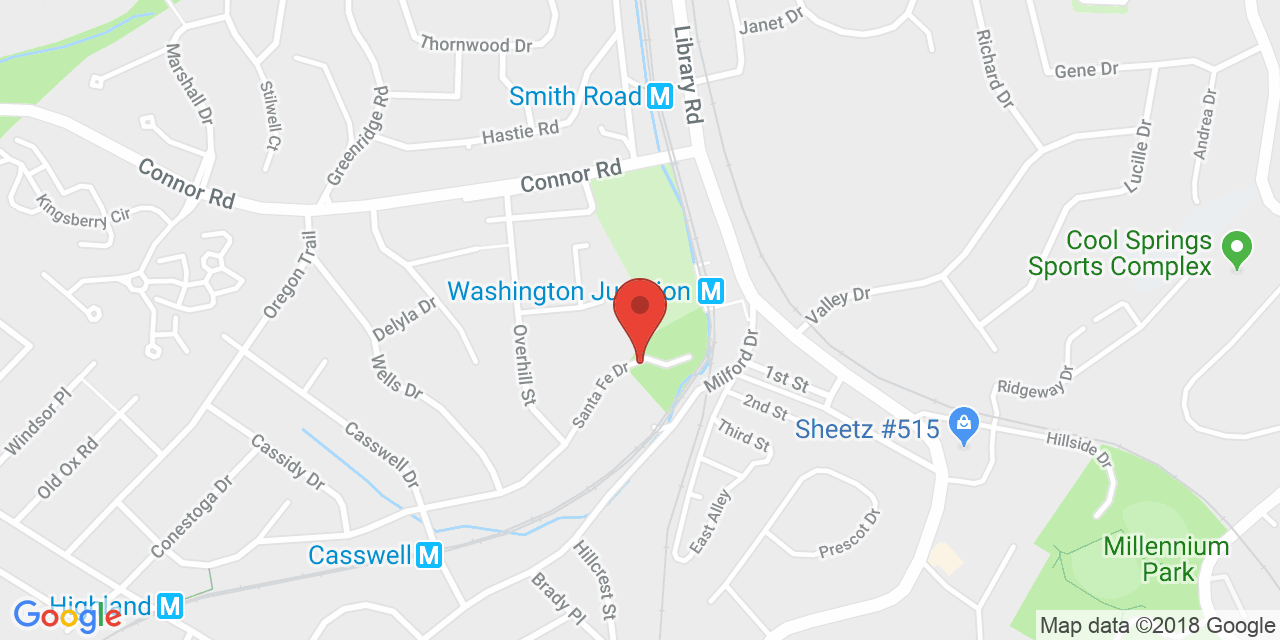 Janet Dr
Thornwood Dr
Library Rd
Richard Dr
Gene Dr
Marshall Dr
Stilwell Ct
Greenridge Rd
Smith Road M
Andrea Dr
Hastie Rd
Lucille Dr
Connor Rd
Connor Rd
Kingsberry Cir
Oregon Trail
Cool Springs
Sports Complex
Washington Ju
ion M
Valley Dr
Delyla Dr
Overhill St
Milford Dr
Wells Dr
Santa Fe Dr
1st St
Ridgeway Dr
2nd St
Windsor Pl
Third St
Sheetz #515
Hillside Dr
Casswell Dr
Cassidy Dr
Old Ox Rd
Conestoga Dr
East Alley
Prescot Dr
Casswell M
Hillcrest St
Millennium
Park
Brady Pl
Highland M
Google
Map data ©2018 Google